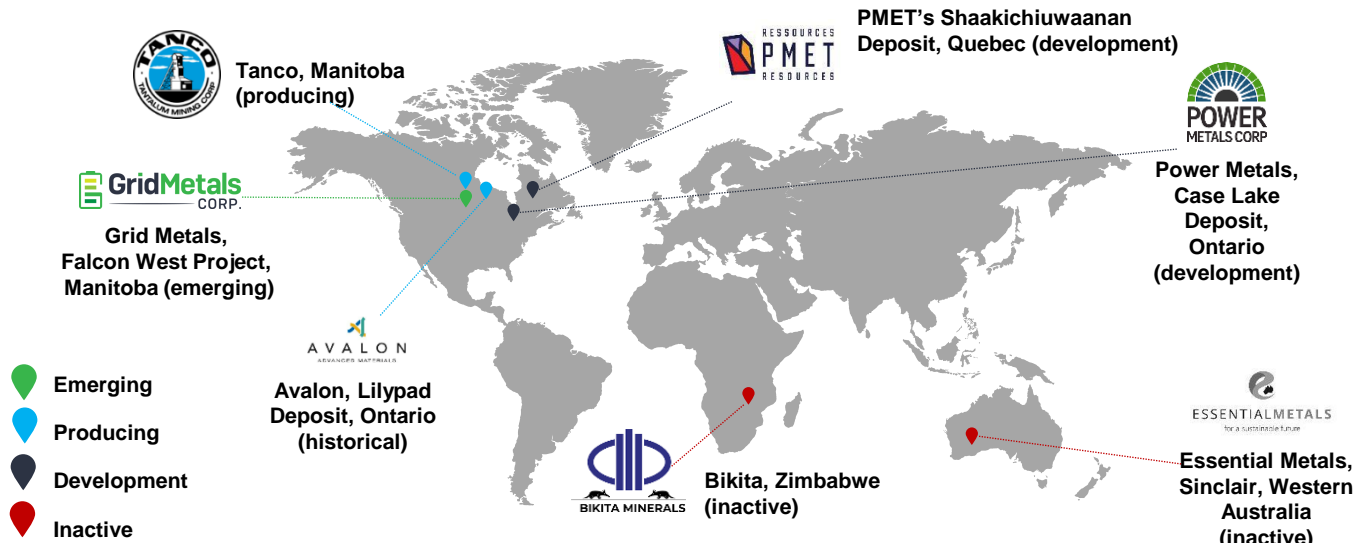 TANCO
TANTALUM MINING CORP
Tanco, Manitoba
(producing)
RESSOURCES
PMET
RESOURCES
PMET's Shaakichiuwaanan
Deposit, Quebec (development)
POWER
METALS CORP
Power Metals,
Case Lake
Deposit,
Ontario
(development)
GridMetals
CORP.
Grid Metals,
Falcon West Project,
Manitoba (emerging)
AVALON
ADVANCED MATERIALS
Avalon, Lilypad
Deposit, Ontario
(historical)
Emerging
Producing
Development
Inactive
BIKITA MINERALS
Bikita, Zimbabwe
(inactive)
ESSENTIALMETALS
for a sustainable future
Essential Metals,
Sinclair, Western
Australia
(inactive)